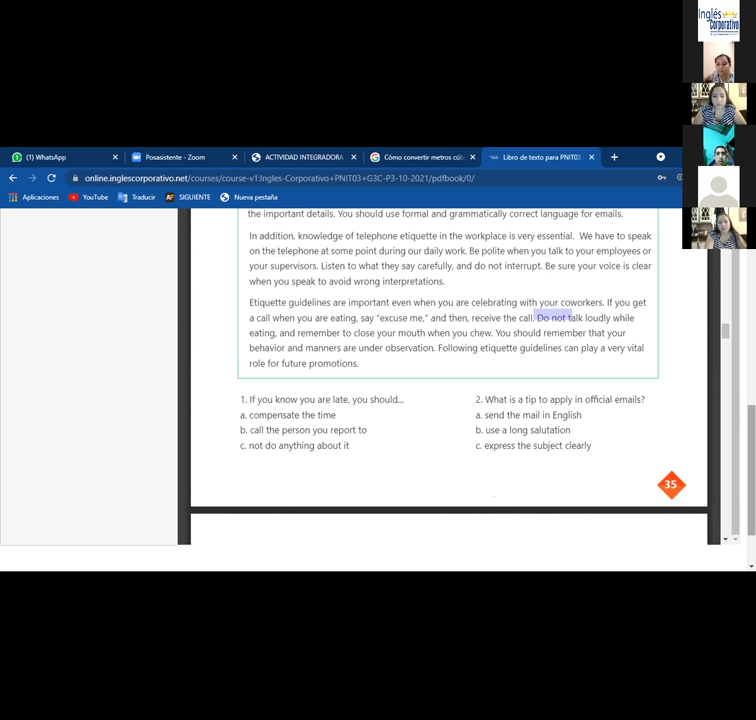 Inglés
Corporativo
(1) WhatsApp
Posasistente - Zoom
ACTIVIDAD INTEGRADORA
Cómo convertir metros cúb
Libro de texto para PNIT03
online.inglescorporativo.net/courses/course-v1:Ingles-Corporativo+PNIT03+G3C-P3-10-2021/pdfbook/0/
Aplicaciones
YouTube
Traducir
SIGUIENTE
Nueva pestaña
the important details. You should use formal and grammatically correct language for emails.
In addition, knowledge of telephone etiquette in the workplace is very essential. We have to speak
on the telephone at some point during our daily work. Be polite when you talk to your employees or
your supervisors. Listen to what they say carefully, and do not interrupt. Be sure your voice is clear
when you speak to avoid wrong interpretations.
Etiquette guidelines are important even when you are celebrating with your coworkers. If you get
a call when you are eating, say "excuse me," and then, receive the call. Do not talk loudly while
eating, and remember to close your mouth when you chew. You should remember that your
behavior and manners are under observation. Following etiquette guidelines can play a very vital
role for future promotions.
1. If you know you are late, you should...
a. compensate the time
b. call the person you report to
c. not do anything about it
2. What is a tip to apply in official emails?
a. send the mail in English
b. use a long salutation
c. express the subject clearly
35